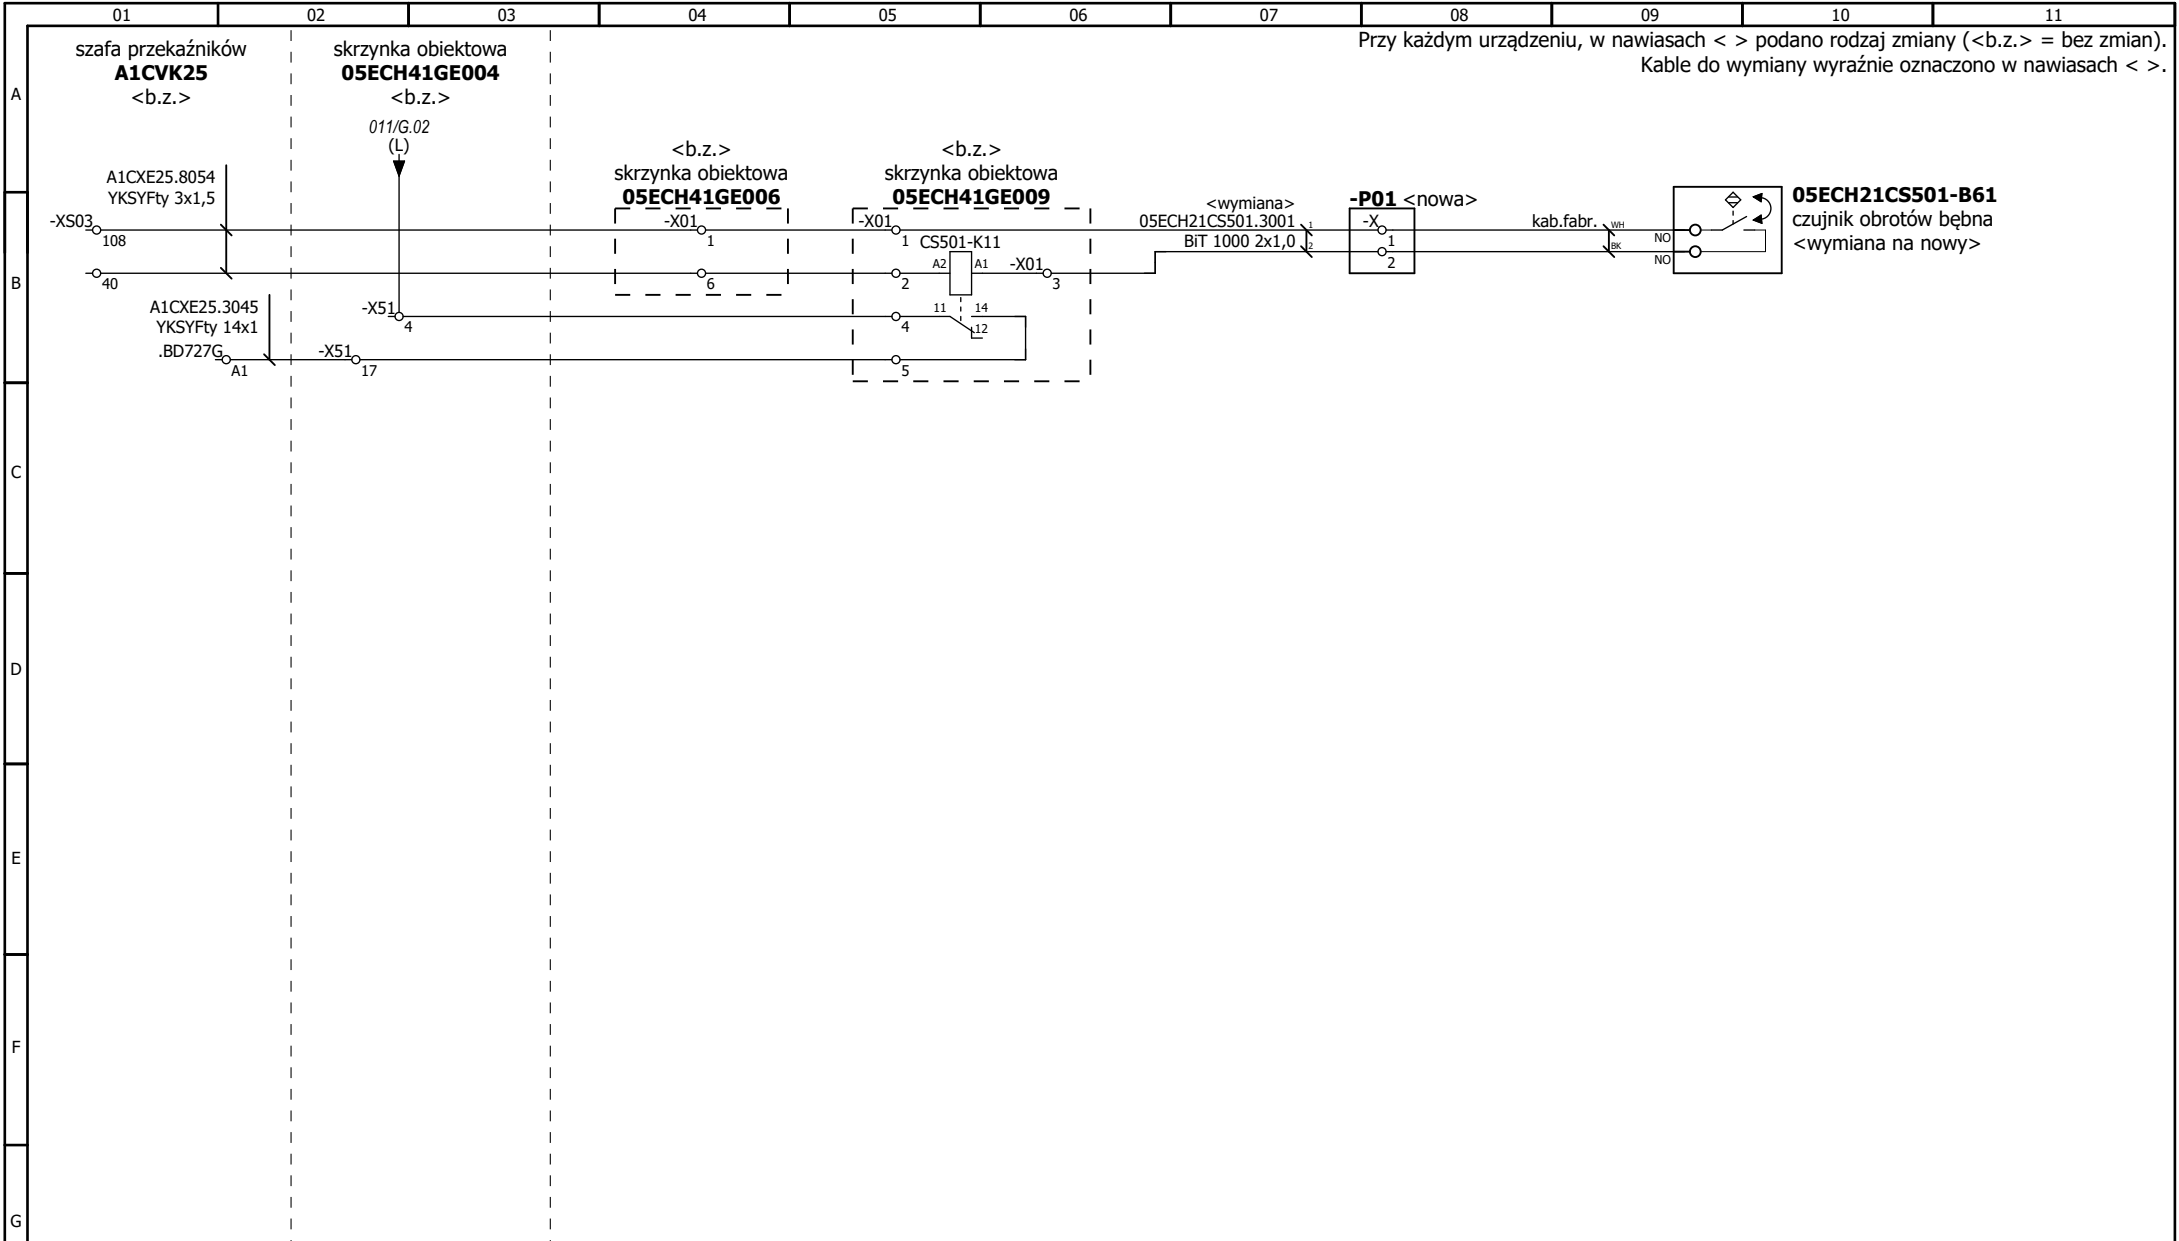 01 02 03 04 05 06 07 08 09 10 11
Przy każdym urządzeniu, w nawiasach < > podano rodzaj zmiany (<b.z.> = bez zmian).
Kable do wymiany wyraźnie oznaczono w nawiasach < >.
szafa przekaźników
A1CVK25
<b.z.>
skrzynka obiektowa
05ECH41GE004
<b.z.>
A
011/G.02
(L)
<b.z.>
skrzynka obiektowa
05ECH41GE006
<b.z.>
skrzynka obiektowa
05ECH41GE009
A1CXE25.8054
YKSYFty 3x1,5
<wymiana>
05ECH21CS501.3001
BiT 1000 2x1,0
1
2
-P01 <nowa>
05ECH21CS501-B61
czujnik obrotów bębna
<wymiana na nowy>
-XS03
108
-X01
1
-X01
1
-X
1
2
kab.fabr.
WH
BK
NO
NO
CS501-K11
A2 A1
-X01
3
B
40
6
2
A1CXE25.3045
YKSYFty 14x1
-X51
4
4
11 14
12
.BD727G
A1
-X51
17
5
C
D
E
F
G